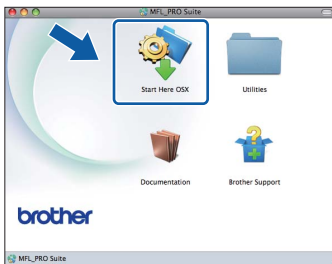 MFL_PRO Suite
Start Here OSX
Utilities
Documentation
Brother Support
brother
MFL_PRO Suite